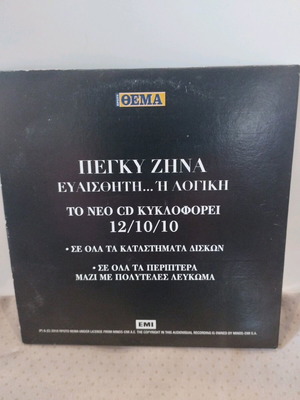 ΘΕΜΑ
ΠΕΓΚΥ ΖΗΝΑ
ΕΥΑΙΣΘΗΤΗ... Ή ΛΟΓΙΚΗ
ΤΟ ΝΕΟ CD ΚΥΚΛΟΦΟΡΕΙ
12/10/10
• ΣΕ ΟΛΑ ΤΑ ΚΑΤΑΣΤΗΜΑΤΑ ΔΙΣΚΩΝ
• ΣΕ ΟΛΑ ΤΑ ΠΕΡΙΠΤΕΡΑ
ΜΑΖΙ ΜΕ ΠΟΛΥΤΕΛΕΣ ΛΕΥΚΩΜΑ
EMI